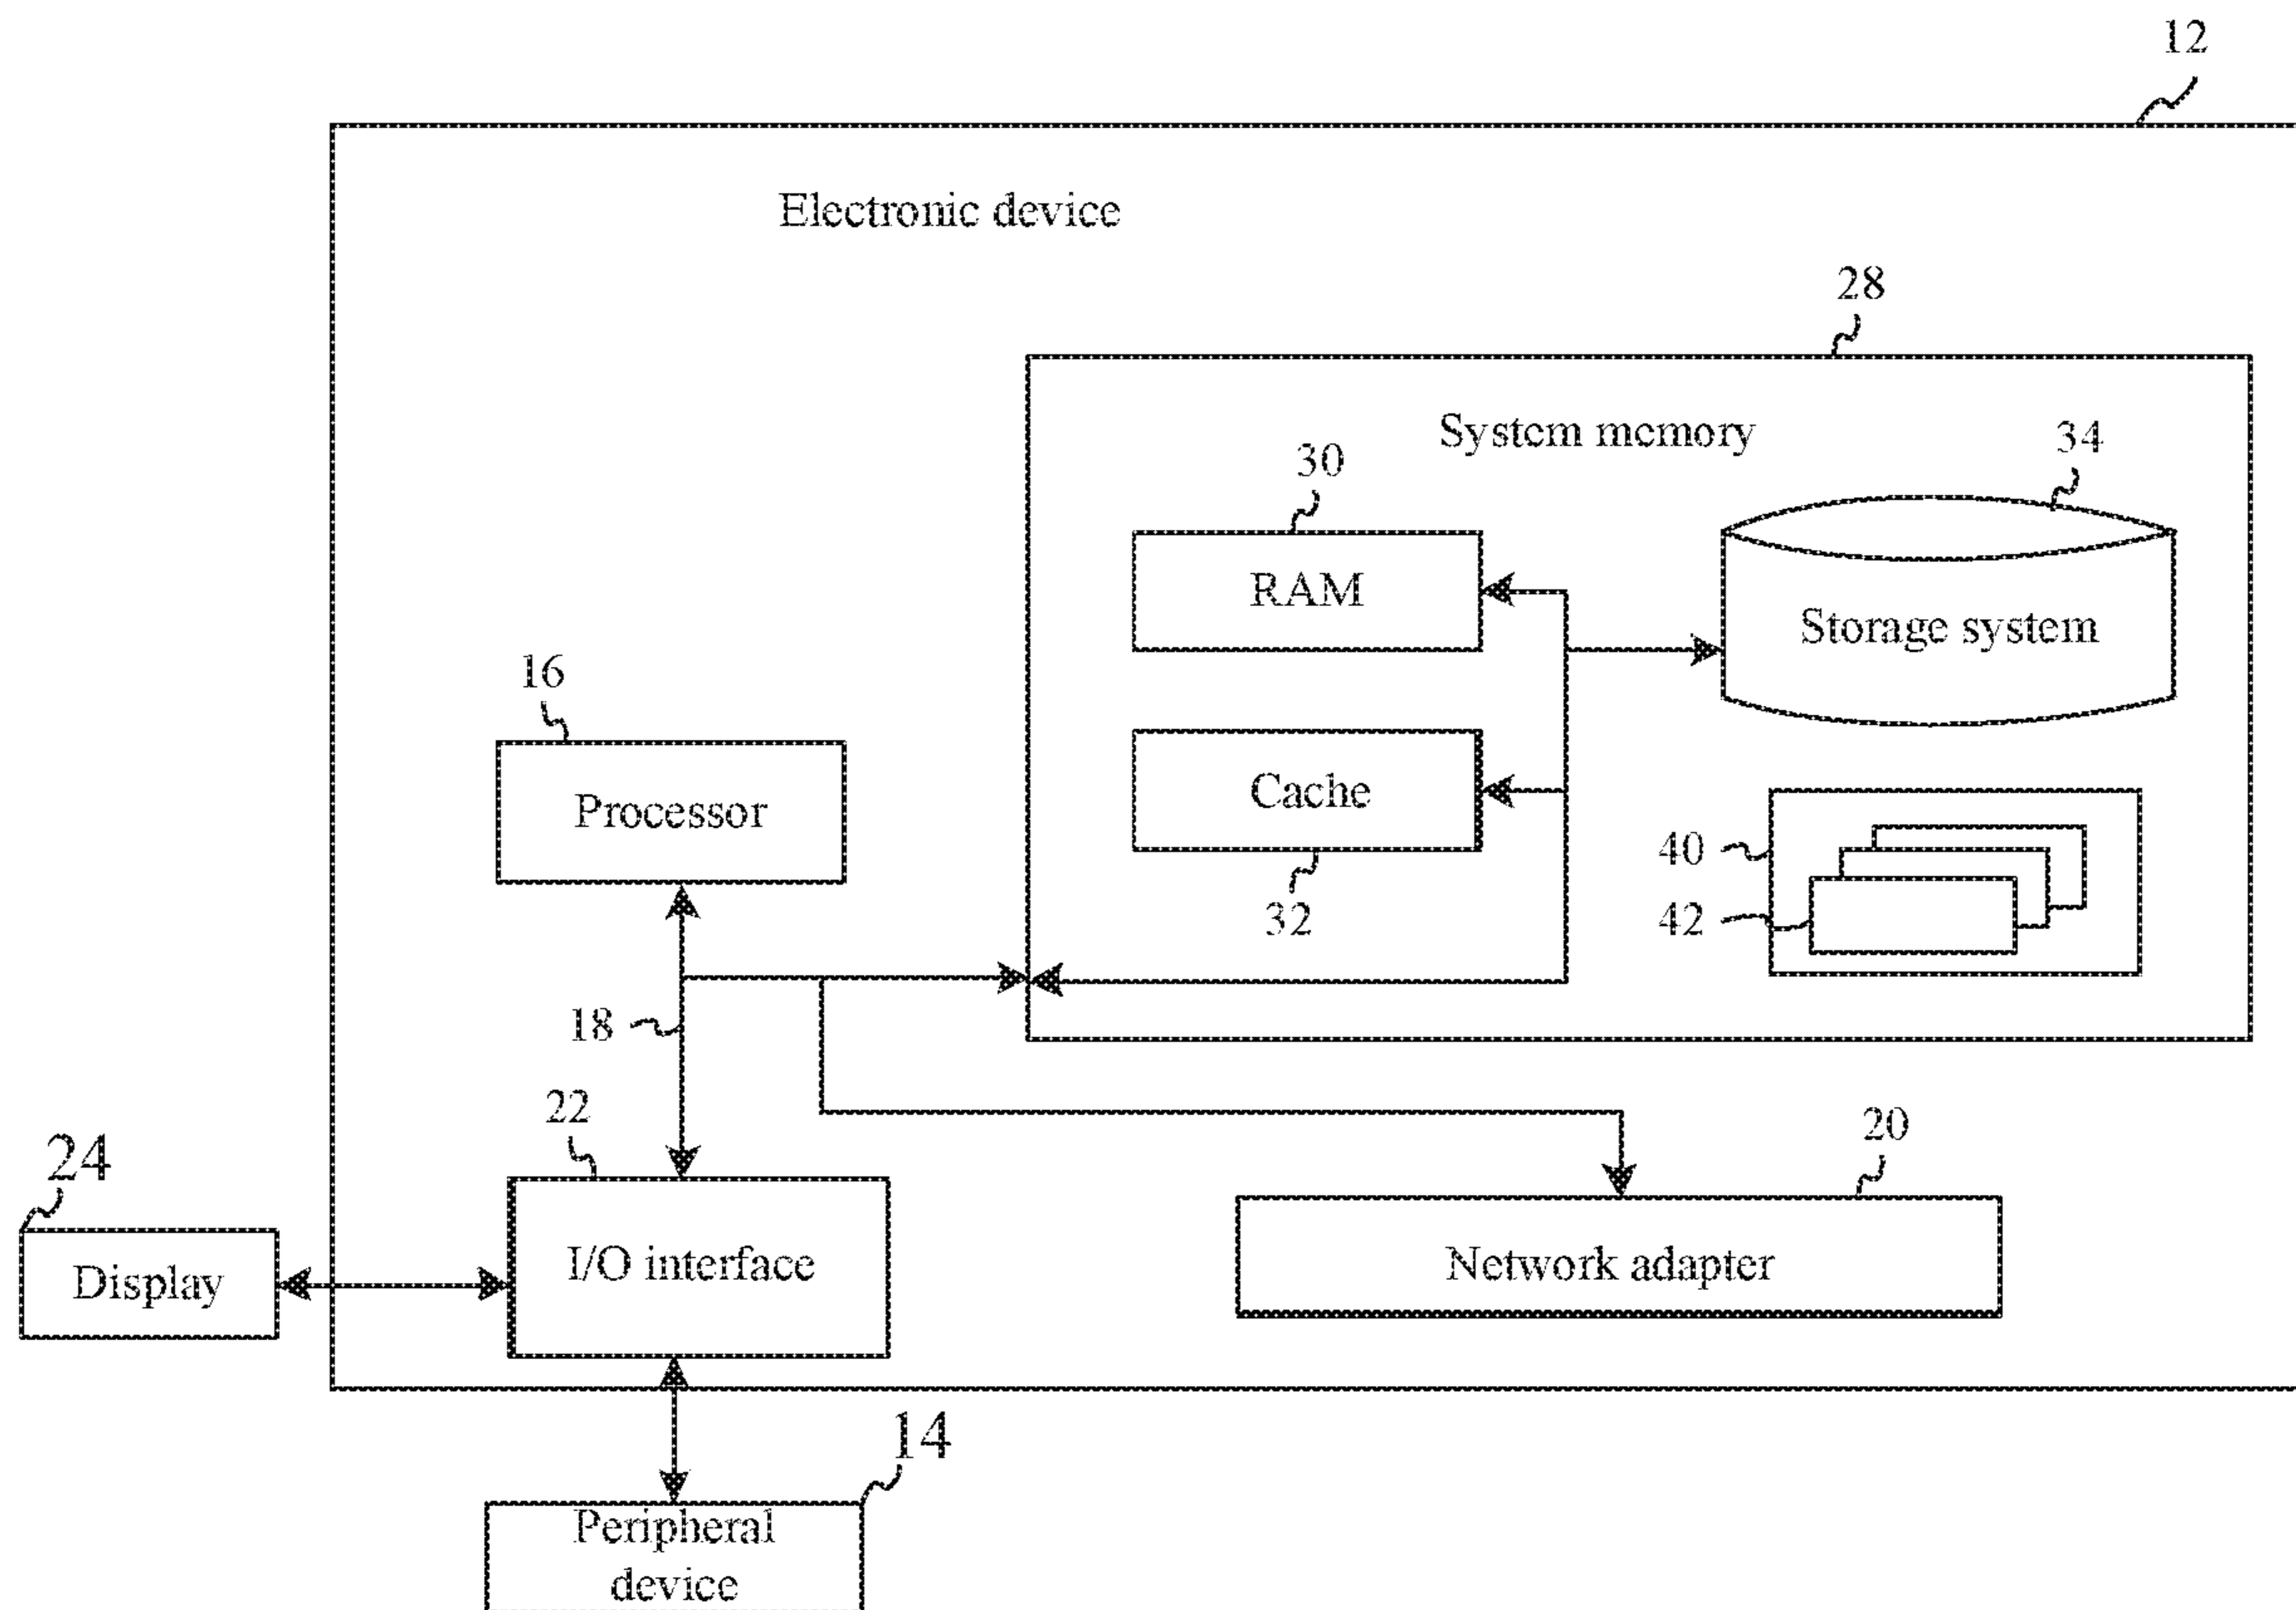 12
Electronic device
28
System memory
34
30
RAM
Storage system
16
Processor
Cache
40
42
32
18
22
20
24
I/O interface
Network adapter
Display
14
Peripheral
device